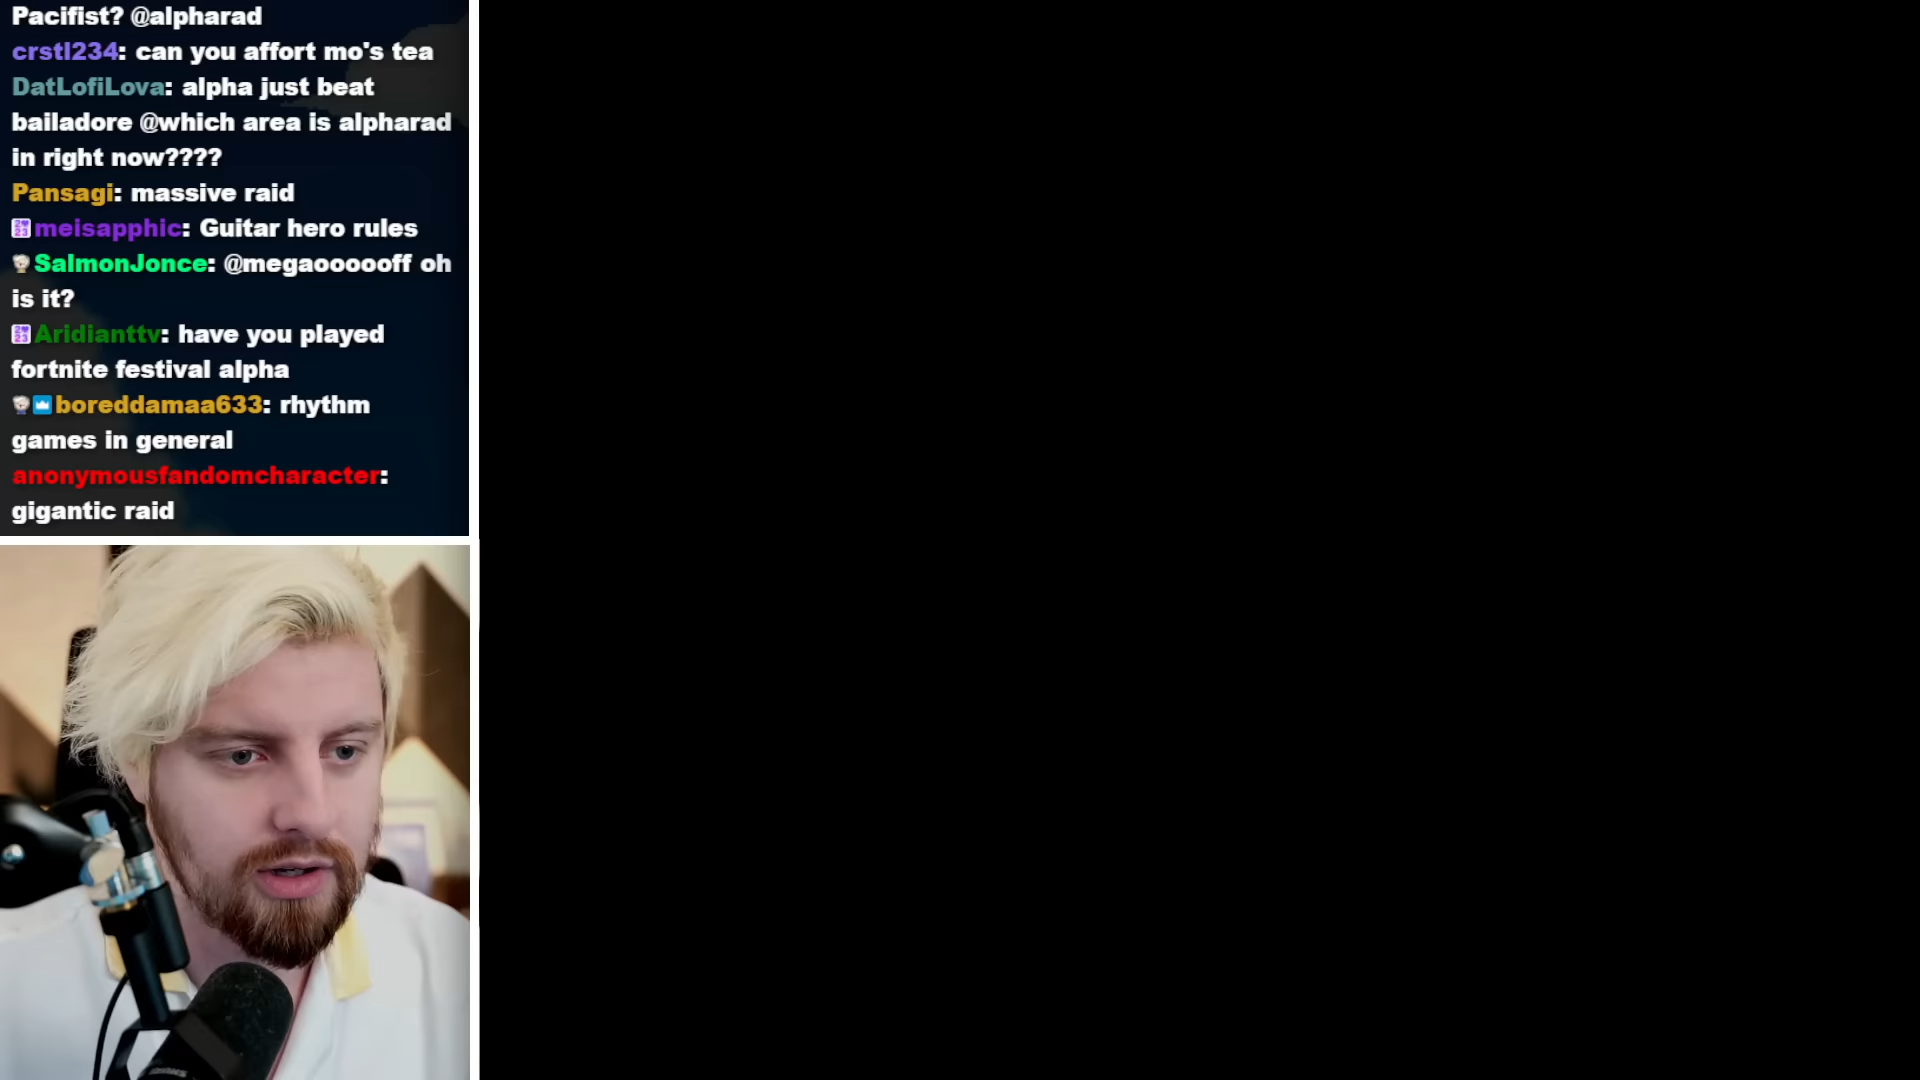 Pacifist? @alpharad
crstl234: can you affort mo's tea
DatLofiLova: alpha just beat
bailadore @which area is alpharad
in right now????
Pansagi: massive raid
meisapphic: Guitar hero rules
SalmonJonce: @megaoooooff oh
is it?
Aridianttv: have you played
fortnite festival alpha
boreddamaa633: rhythm
games in general
anonymousfandomcharacter:
gigantic raid